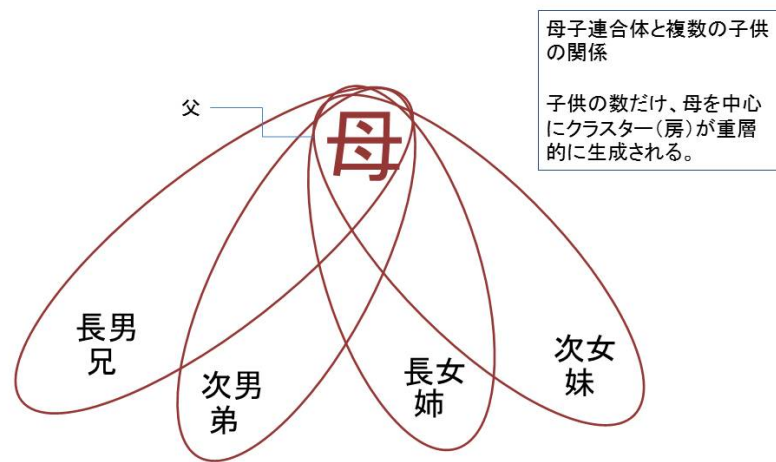 母子連合体と複数の子供
の関係
子供の数だけ、母を中心
にクラスター(房)が重層
的に生成される。
父
母
長男
兄
次男
弟
長女
姉
次女
妹